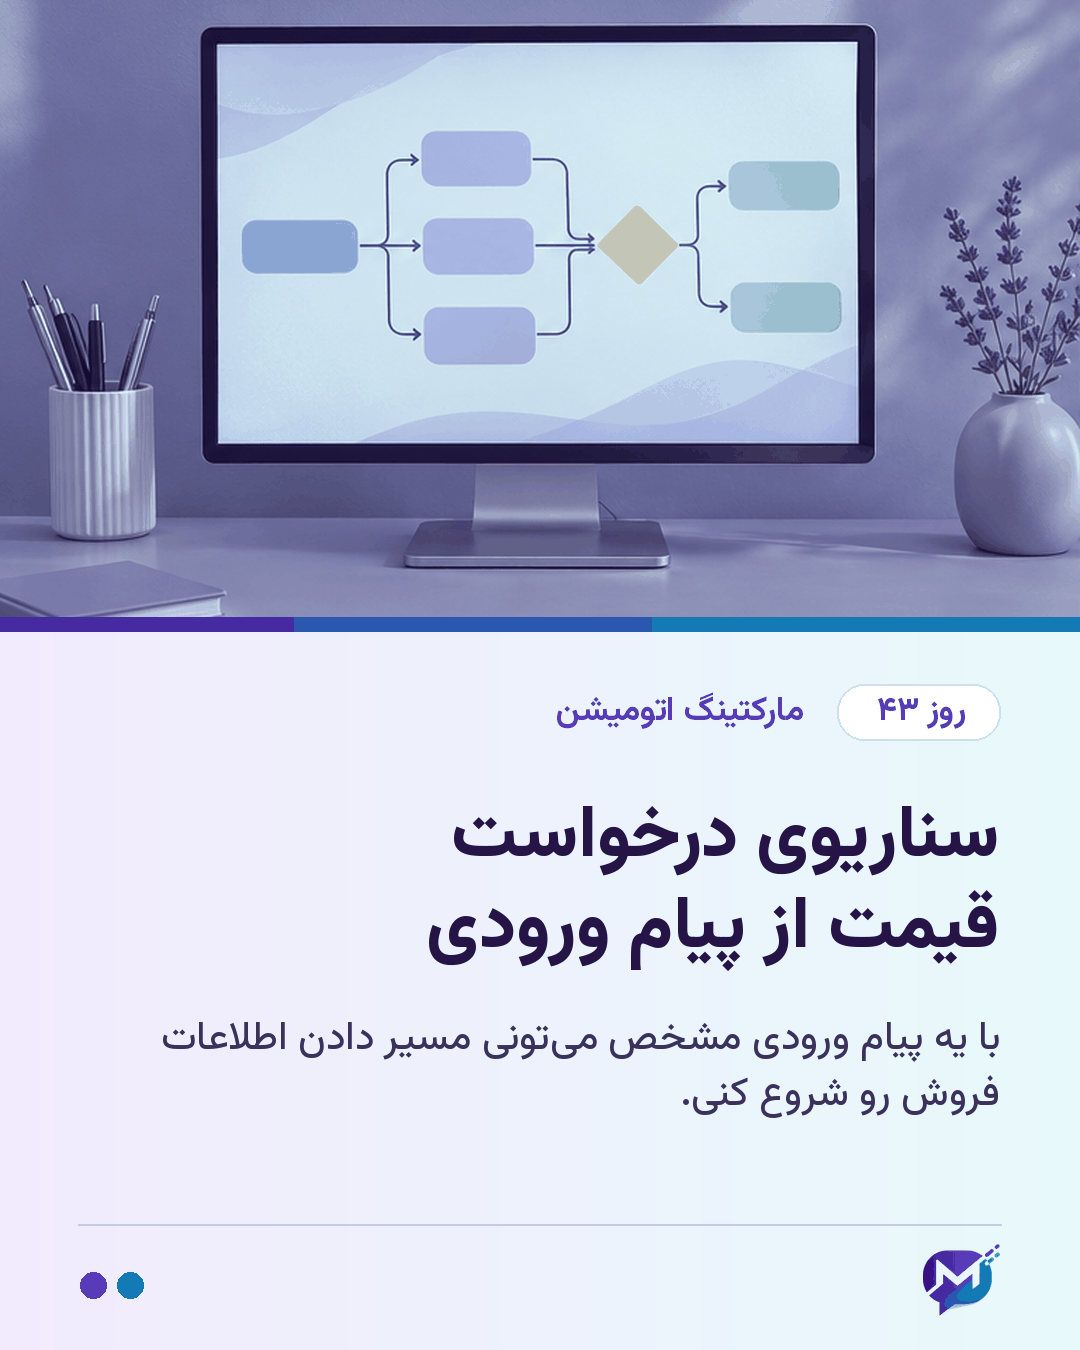 روز ۴۳ مارکتینگ اتومیشن
سناریوی درخواست
قیمت از پیام ورودی
با یه پیام ورودی مشخص می‌تونی مسیر دادن اطلاعات
فروش رو شروع کنی.